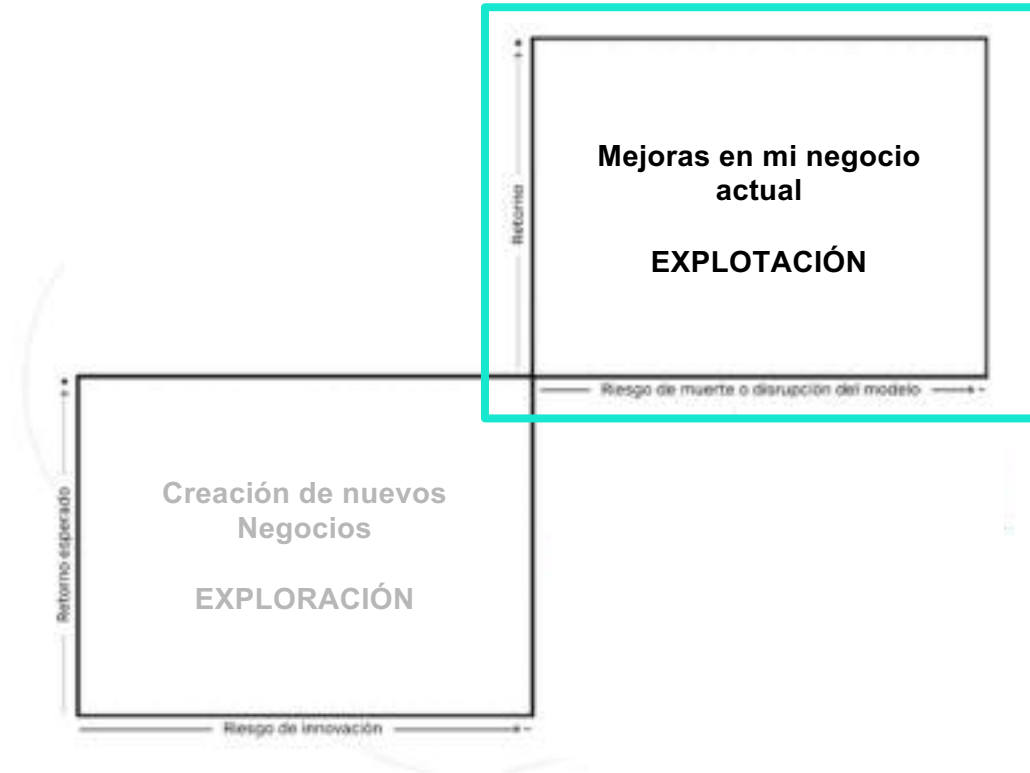 Mejoras en mi negocio
actual
EXPLOTACIÓN
Retorno
Riesgo de muerte o disrupción del modelo
Creación de nuevos
Negocios
EXPLORACIÓN
Retorno esperado
Riesgo de innovación